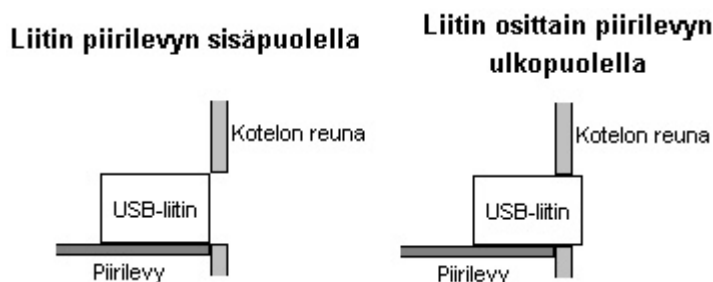 Liitin piirilevyn sisäpuolella
Liitin osittain piirilevyn
ulkopuolella
Kotelon reuna
USB-liitin
Piirilevy
Kotelon reuna
USB-liitin
Piirilevy